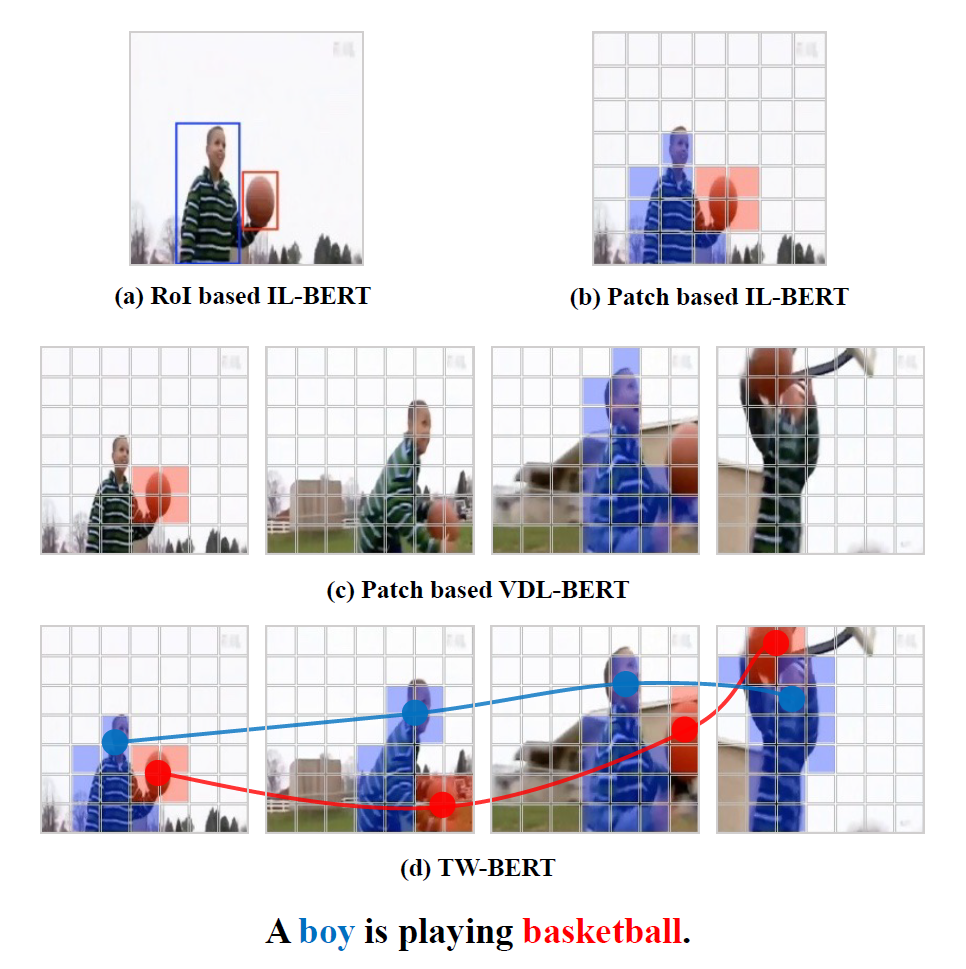 (a) RoI based IL-BERT
(b) Patch based IL-BERT
(c) Patch based VDL-BERT
(d) TW-BERT
A boy is playing basketball.